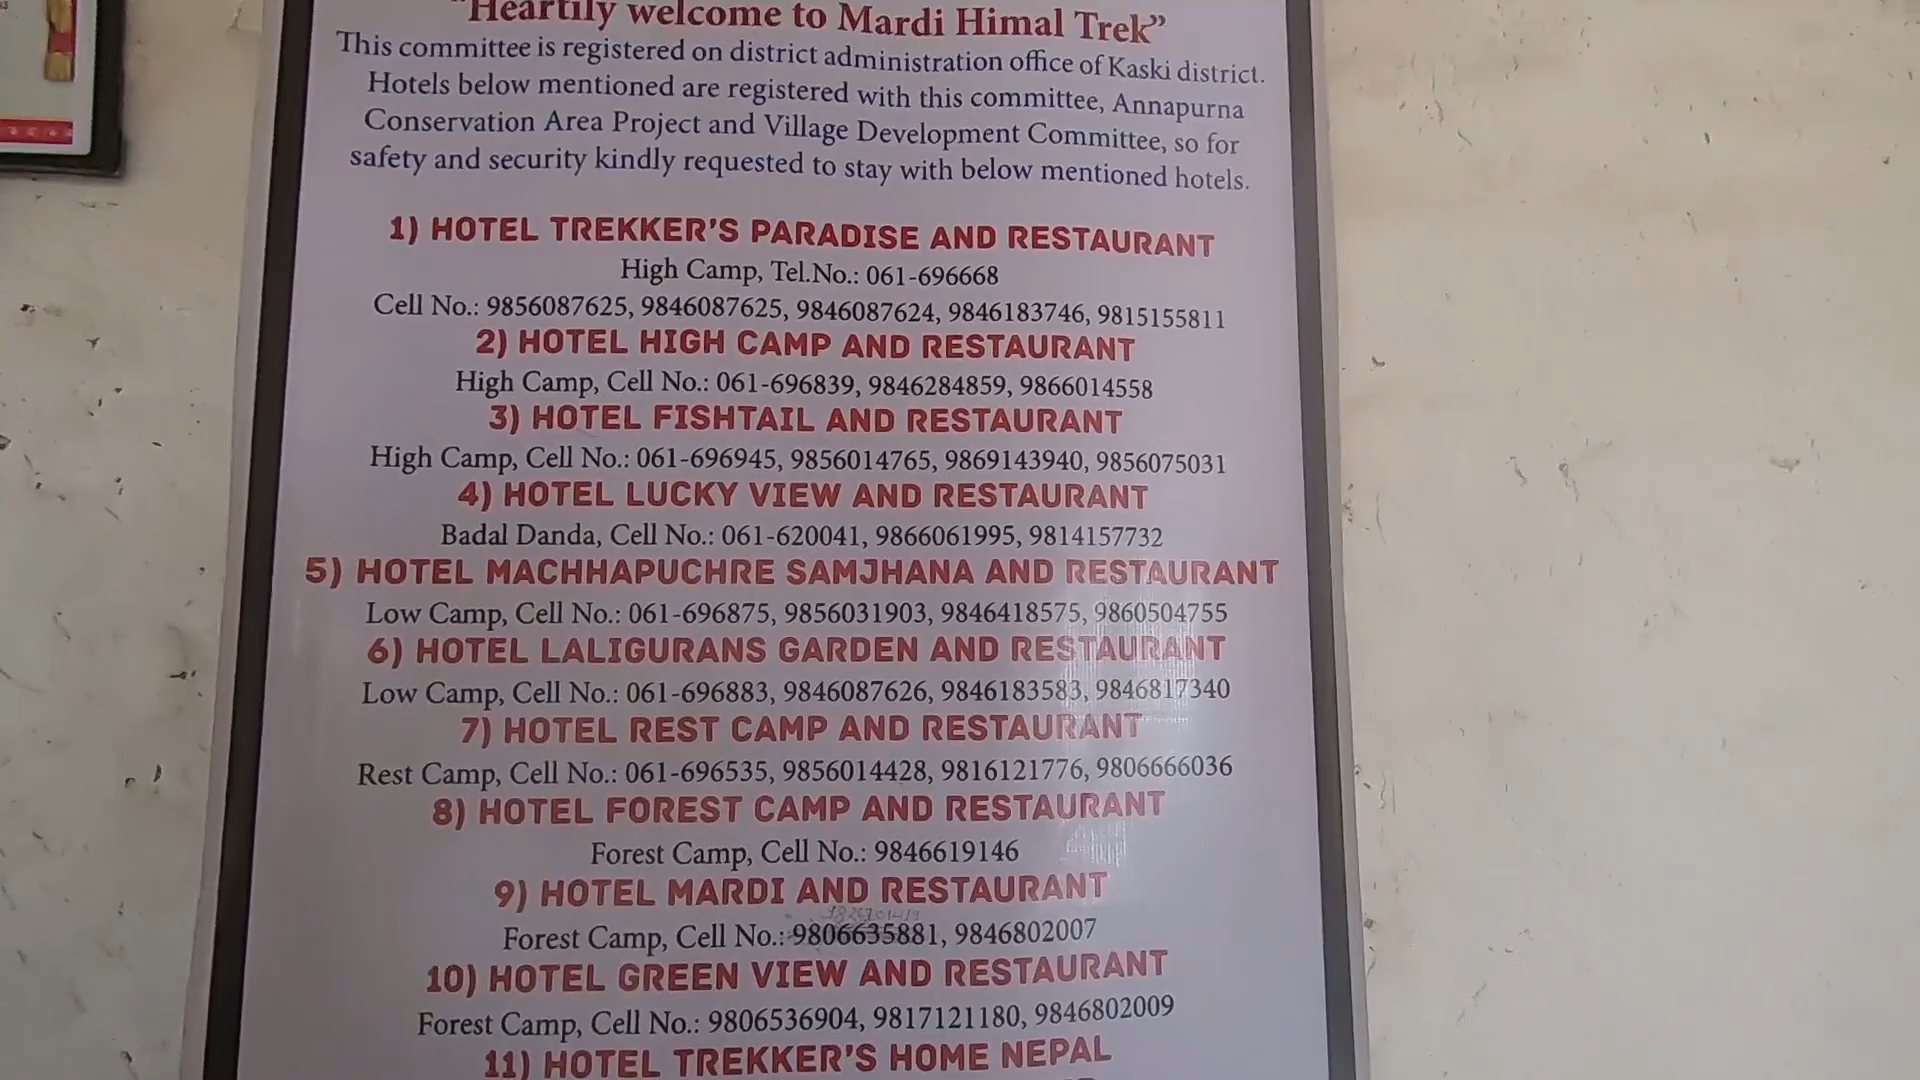 "Heartily welcome to Mardi Himal Trek"
This committee is registered on district administration office of Kaski district.
Hotels below mentioned are registered with this committee, Annapurna
Conservation Area Project and Village Development Committee, so for
safety and security kindly requested to stay with below mentioned hotels.
1) HOTEL TREKKER'S PARADISE AND RESTAURANT
High Camp, Tel.No.: 061-696668
Cell No.: 9856087625, 9846087625, 9846087624, 9846183746, 9815155811
2) HOTEL HIGH CAMP AND RESTAURANT
High Camp, Cell No.: 061-696839, 9846284859, 9866014558
3) HOTEL FISHTAIL AND RESTAURANT
High Camp, Cell No.: 061-696945, 9856014765, 9869143940, 9856075031
4) HOTEL LUCKY VIEW AND RESTAURANT
Badal Danda, Cell No.: 061-620041, 9866061995, 9814157732
5) HOTEL MACHHAPUCHRE SAMJHANA AND RESTAURANT
Low Camp, Cell No.: 061-696875, 9856031903, 9846418575, 9860504755
6) HOTEL LALIGURANS GARDEN AND RESTAURANT
Low Camp, Cell No.: 061-696883, 9846087626, 9846183583, 9846817340
7) HOTEL REST CAMP AND RESTAURANT
Rest Camp, Cell No.: 061-696535, 9856014428, 9816121776, 9806666036
8) HOTEL FOREST CAMP AND RESTAURANT
Forest Camp, Cell No.: 9846619146
9) HOTEL MARDI AND RESTAURANT
Forest Camp, Cell No.: 9806635881, 9846802007
10) HOTEL GREEN VIEW AND RESTAURANT
Forest Camp, Cell No.: 9806536904, 9817121180, 9846802009
11) HOTEL TREKKER'S HOME NEPAL